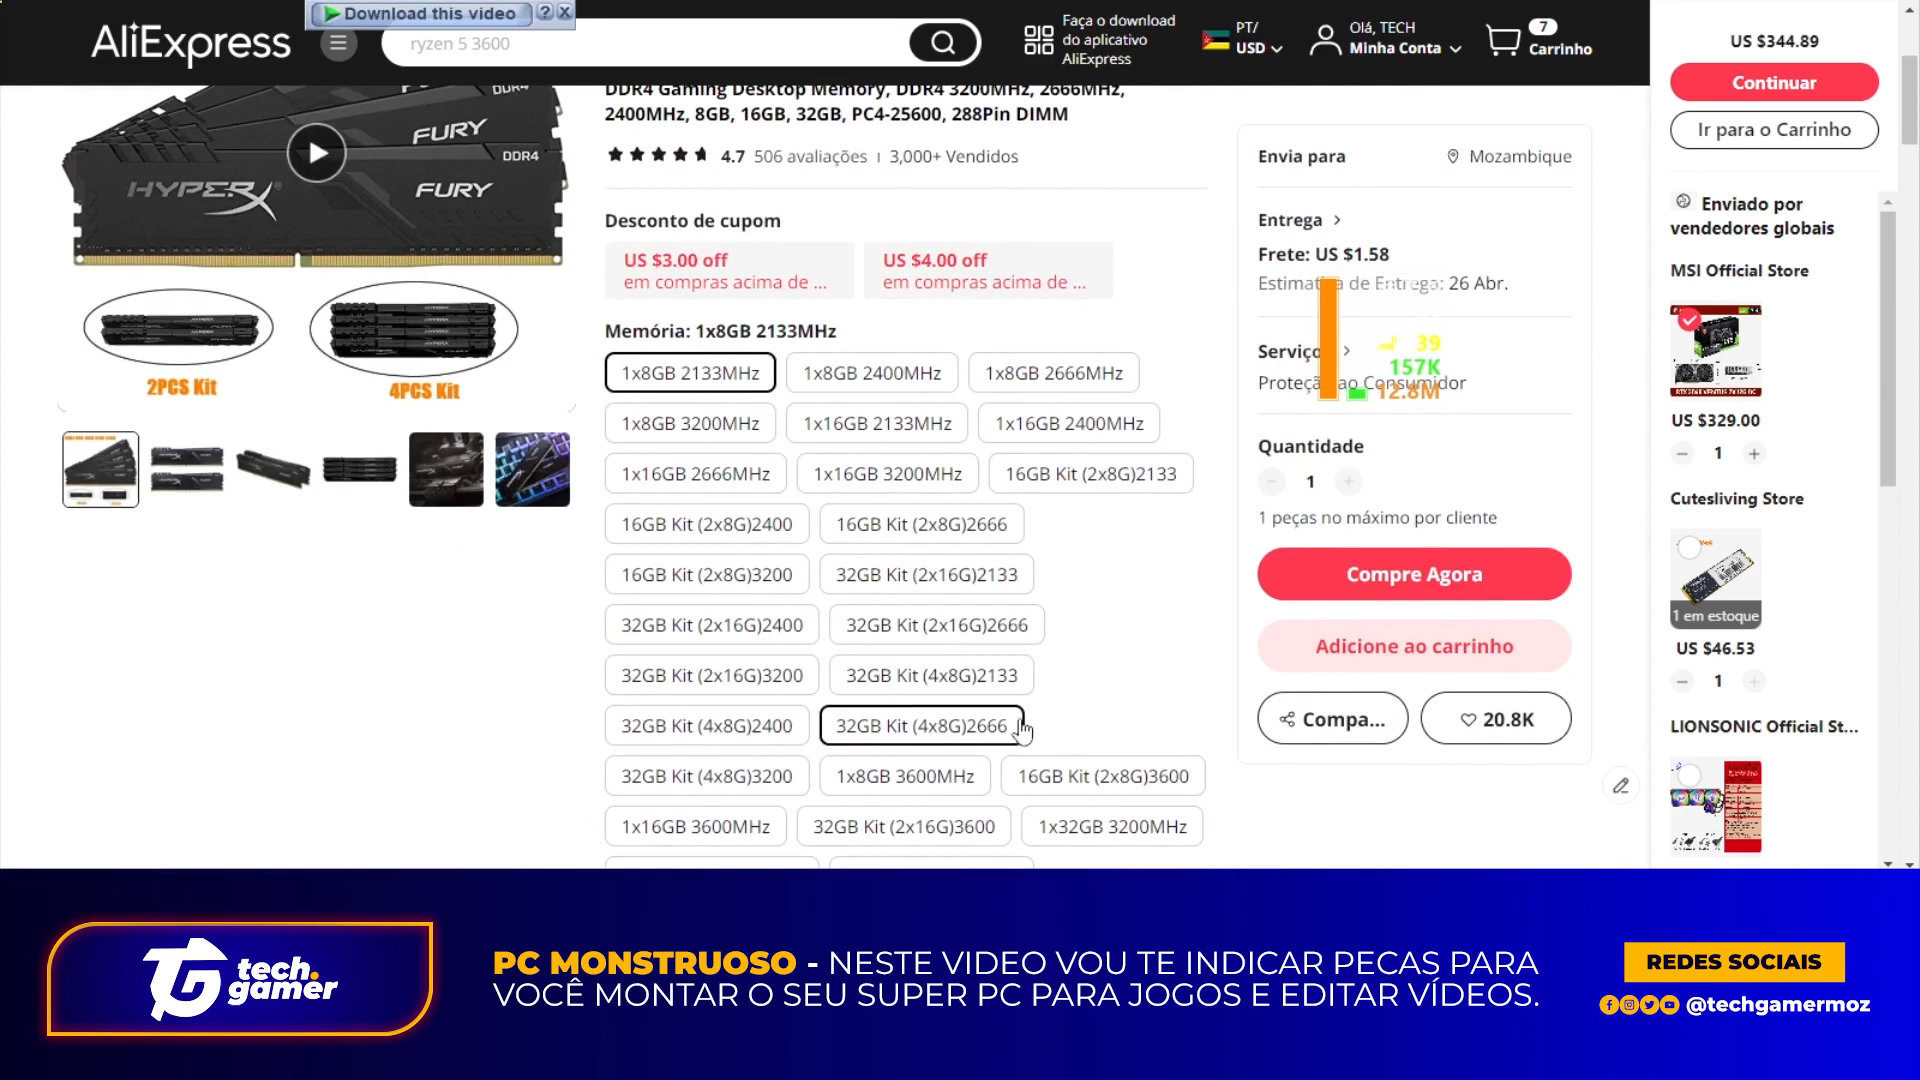 Download this video
?
AliExpress
ryzen 5 3600
Faça o download
do aplicativo
AliExpress
PT/
USD
Olá, TECH
Minha Conta
7
Carrinho
DDR4 Gaming Desktop Memory, DDR4 3200MHz, 2666MHz,
2400MHz, 8GB, 16GB, 32GB, PC4-25600, 288Pin DIMM
4.7 506 avaliações 3,000+ Vendidos
Desconto de cupom
US $3.00 off
em compras acima de ...
US $4.00 off
em compras acima de ...
Memória: 1x8GB 2133MHz
1x8GB 2133MHz
1x8GB 2400MHz
1x8GB 2666MHz
1x8GB 3200MHz
1x16GB 2133MHz
1x16GB 2400MHz
1x16GB 2666MHz
1x16GB 3200MHz
16GB Kit (2x8G)2133
16GB Kit (2x8G)2400
16GB Kit (2x8G)2666
16GB Kit (2x8G)3200
32GB Kit (2x16G)2133
32GB Kit (2x16G)2400
32GB Kit (2x16G)2666
32GB Kit (2x16G)3200
32GB Kit (4x8G)2133
32GB Kit (4x8G)2400
32GB Kit (4x8G)2666
32GB Kit (4x8G)3200
1x8GB 3600MHz
16GB Kit (2x8G)3600
1x16GB 3600MHz
32GB Kit (2x16G)3600
1x32GB 3200MHz
DDR4
FURY
DDR4
HYPERX
FURY
2PCS Kit
4PCS Kit
Envia para
Mozambique
Entrega
Frete: US $1.58
Estimativa de Entrega: 26 Abr.
Serviço
39
157K
12.8M
Proteção ao Consumidor
Quantidade
1
1 peças no máximo por cliente
Compre Agora
Adicione ao carrinho
Compa...
20.8K
US $344.89
Continuar
Ir para o Carrinho
Enviado por
vendedores globais
MSI Official Store
US $329.00
1
Cutesliving Store
1 em estoque
US $46.53
1
LIONSONIC Official St...
tech.
gamer
PC MONSTRUOSO - NESTE VIDEO VOU TE INDICAR PECAS PARA
VOCÊ MONTAR O SEU SUPER PC PARA JOGOS E EDITAR VÍDEOS.
REDES SOCIAIS
@techgamermoz